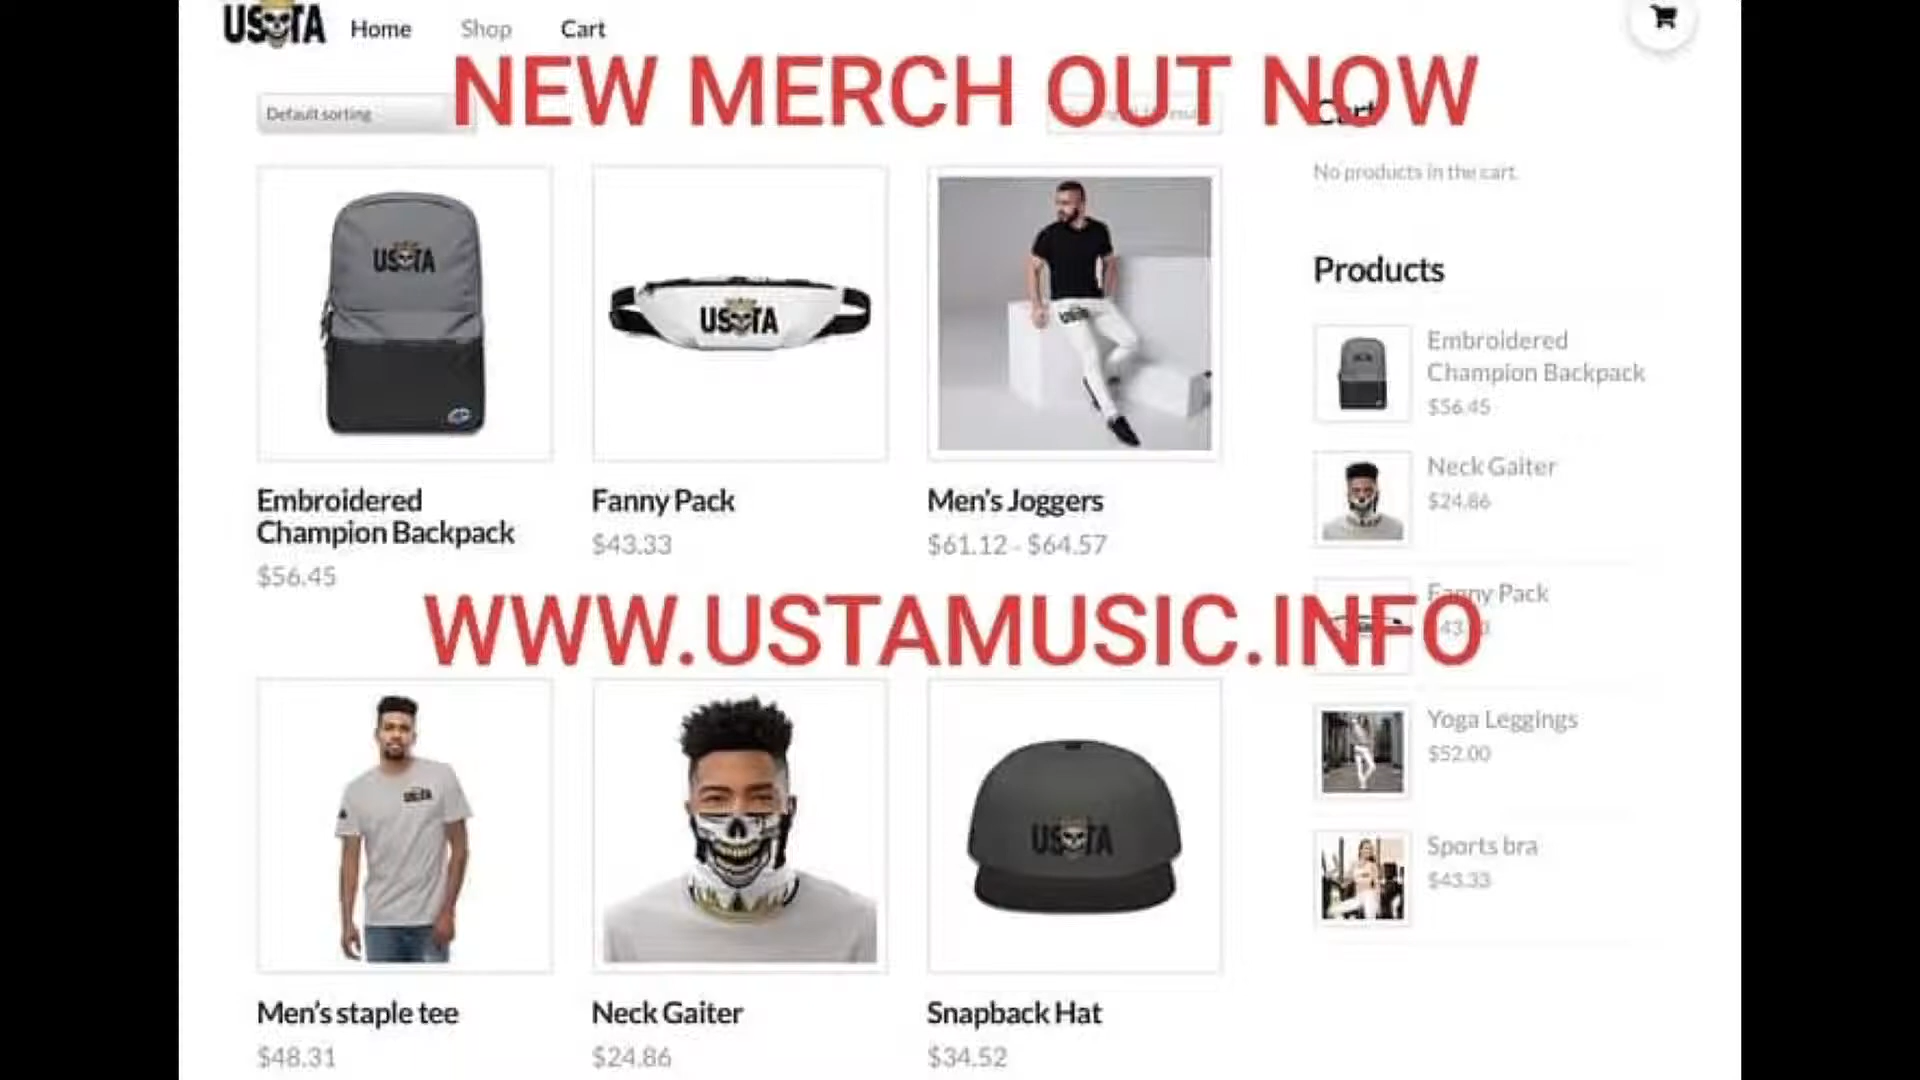 USTA Home Shop Cart
NEW MERCH OUT NOW
Default sorting
Cart
No products in the cart.
USTA
USTA
USTA
Embroidered
Champion Backpack
$56.45
Fanny Pack
$43.33
Men's Joggers
$61.12 - $64.57
Products
Embroidered
Champion Backpack
$56.45
Neck Gaiter
$24.86
Fanny Pack
Yoga Leggings
$52.00
Sports bra
$43.33
WWW.USTAMUSIC.INFO
USTA
USTA
Men's staple tee
$48.31
Neck Gaiter
$24.86
Snapback Hat
$34.52